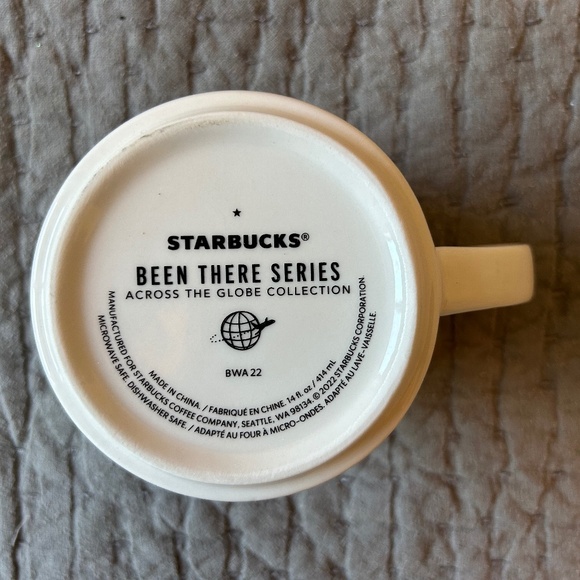 STARBUCKS®
BEEN THERE SERIES
ACROSS THE GLOBE COLLECTION
BWA 22
MADE IN CHINA. / FABRIQUÉ EN CHINE. 14 fl. oz / 414 mL
MANUFACTURED FOR STARBUCKS COFFEE COMPANY, SEATTLE, WA 98134. © 2022 STARBUCKS CORPORATION.
MICROWAVE SAFE. DISHWASHER SAFE. / ADAPTÉ AU FOUR À MICRO-ONDES. ADAPTÉ AU LAVE-VAISSELLE.